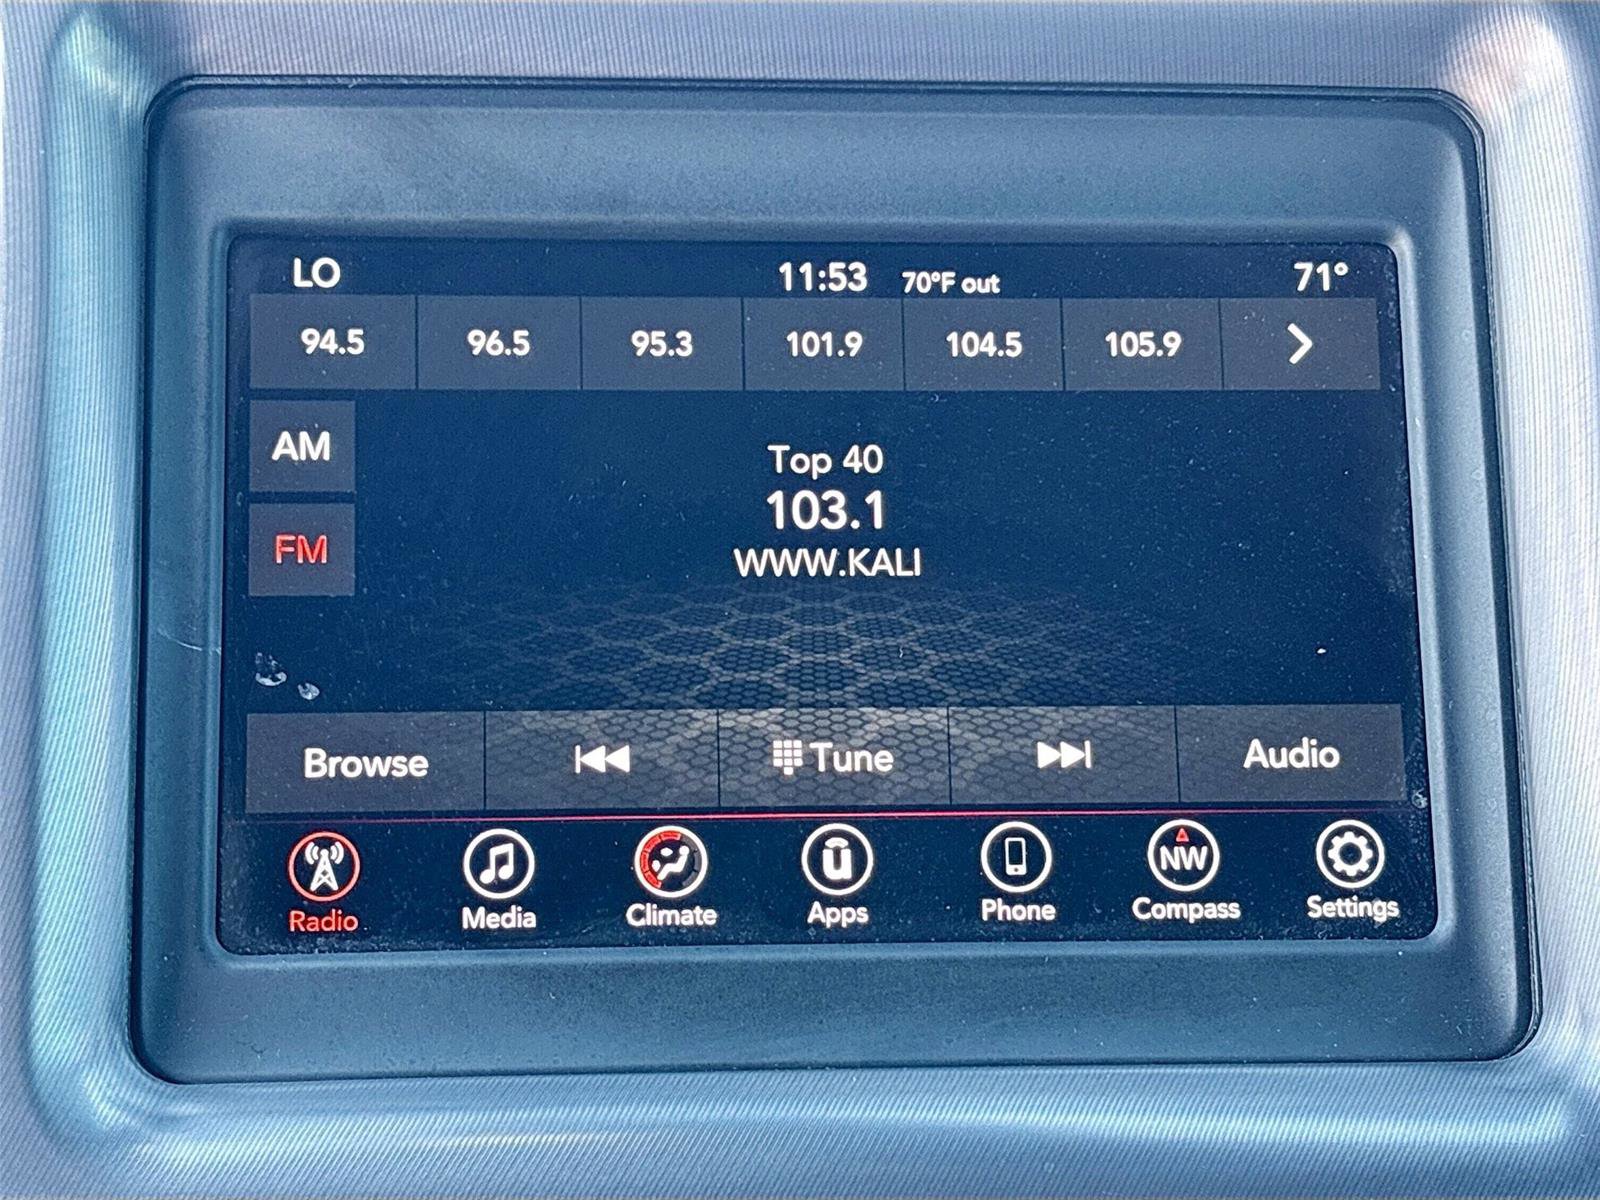 LO 11:53 70°F out 71°
94.5 96.5 95.3 101.9 104.5 105.9
AM
FM
Top 40
103.1
WWW.KALI
Browse Tune Audio
NW
Radio Media Climate Apps Phone Compass Settings